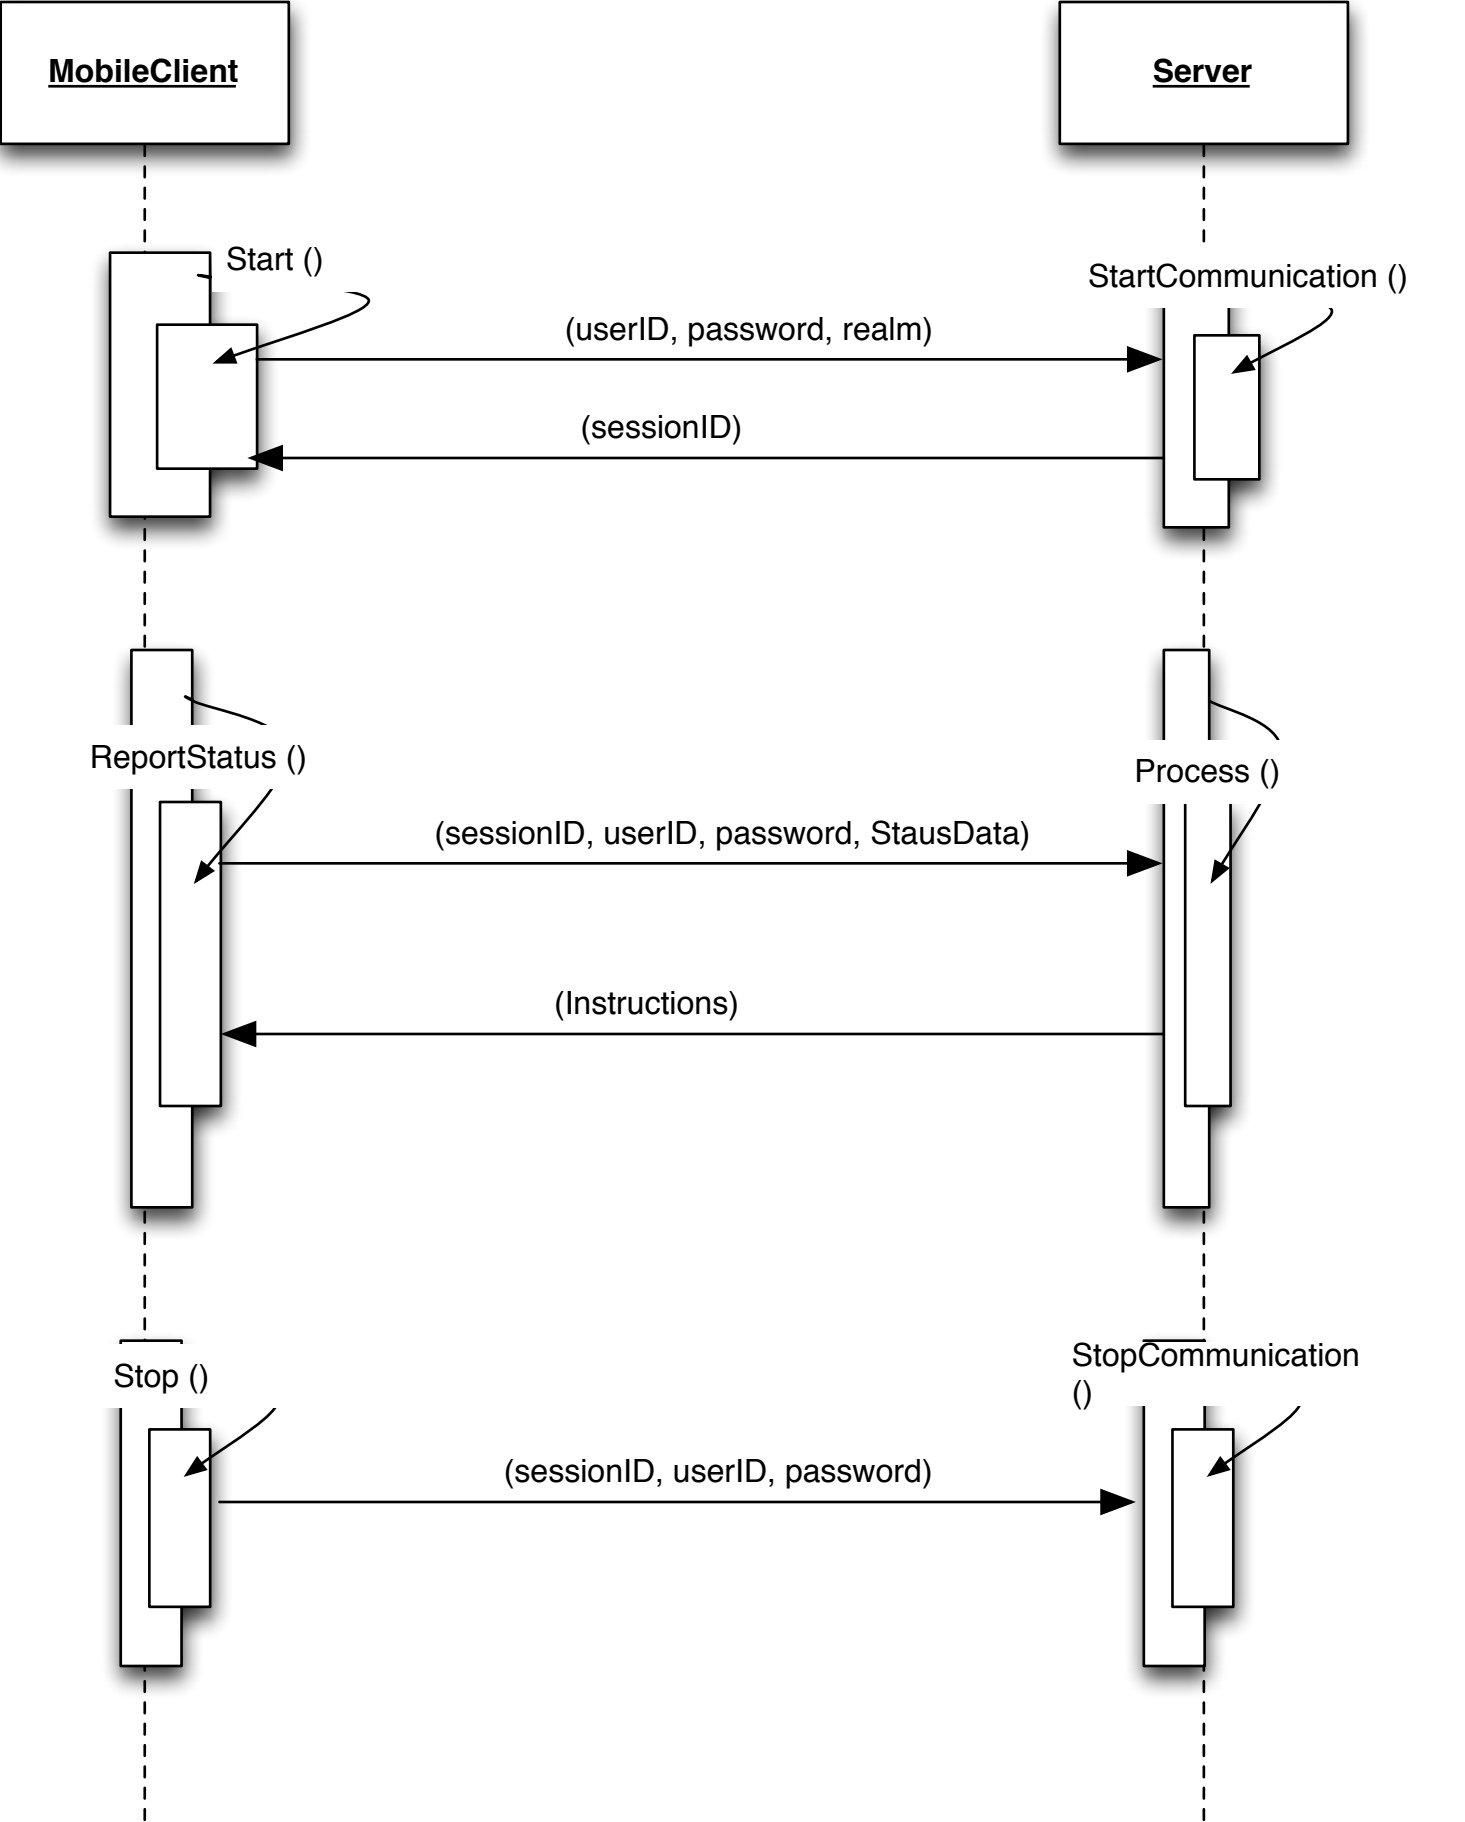 MobileClient
Server
Start ()
StartCommunication ()
(userID, password, realm)
(sessionID)
ReportStatus ()
Process ()
(sessionID, userID, password, StausData)
(Instructions)
Stop ()
StopCommunication
()
(sessionID, userID, password)